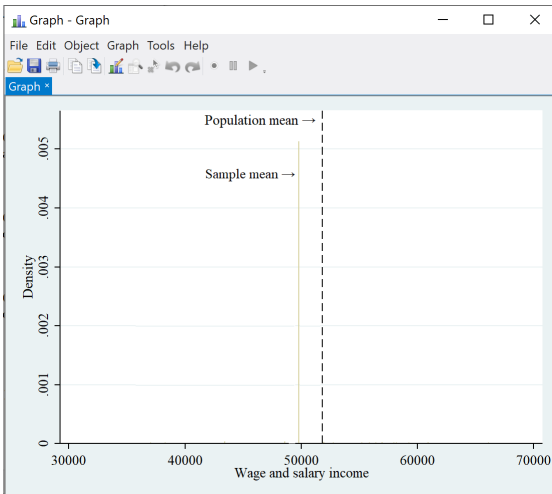 Graph - Graph
File Edit Object Graph Tools Help
Graph ×
Population mean →
Sample mean →
Density
.005
.004
.003
.002
.001
0
30000 40000 50000 60000 70000
Wage and salary income